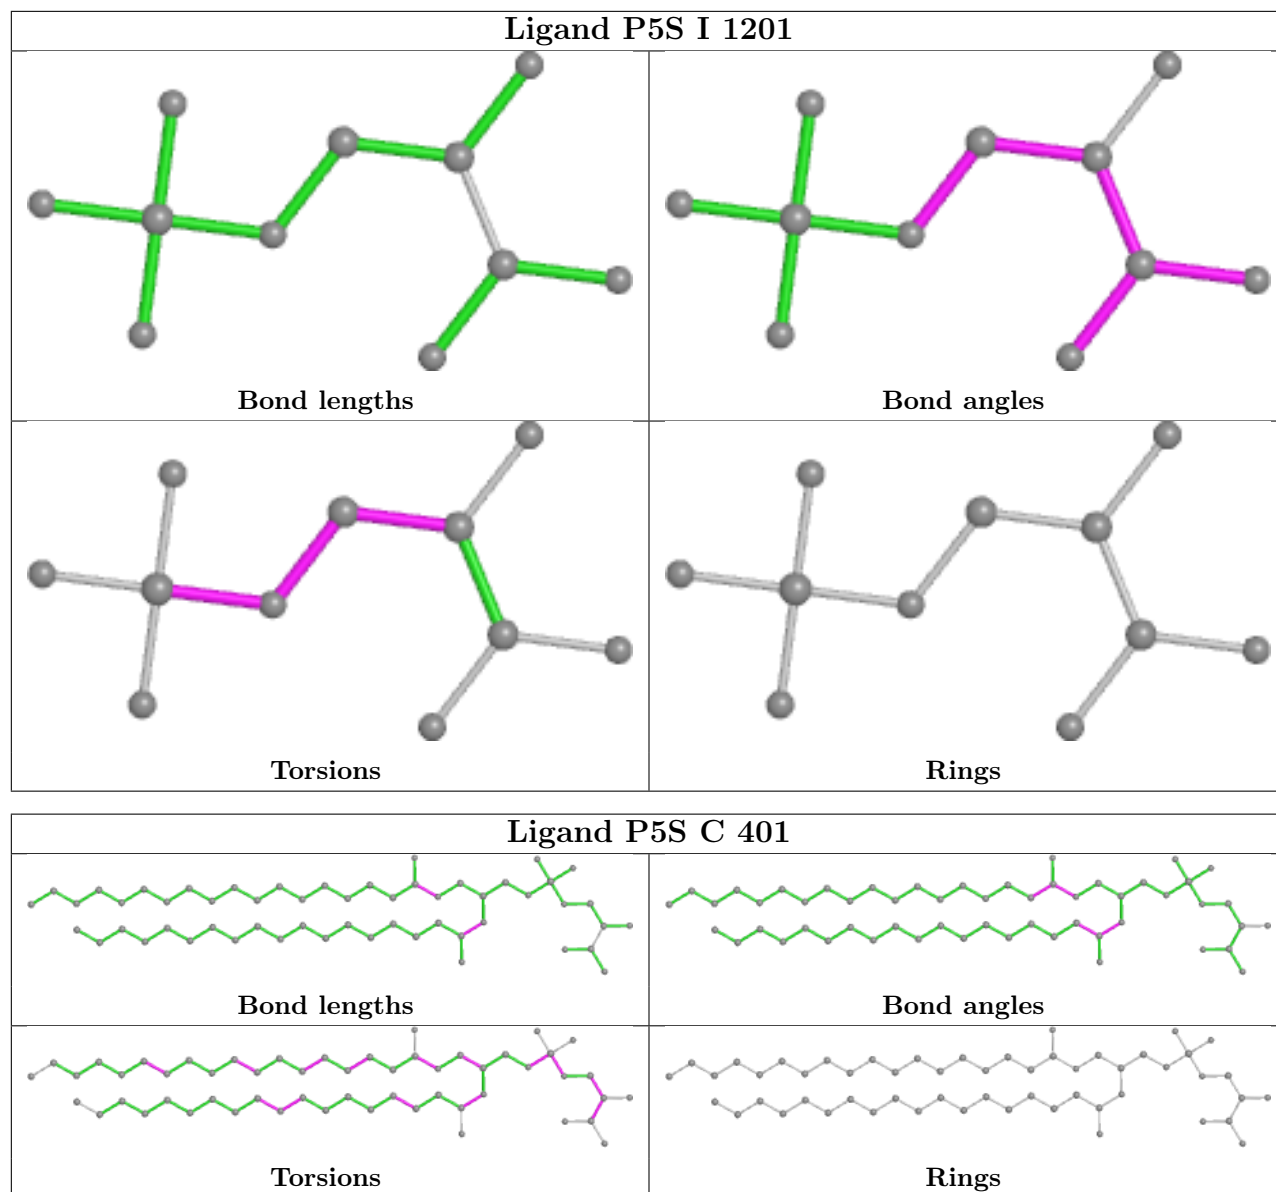 Ligand P5S I 1201
Bond lengths
Bond angles
Torsions
Rings
Ligand P5S C 401
Bond lengths
Bond angles
Torsions
Rings